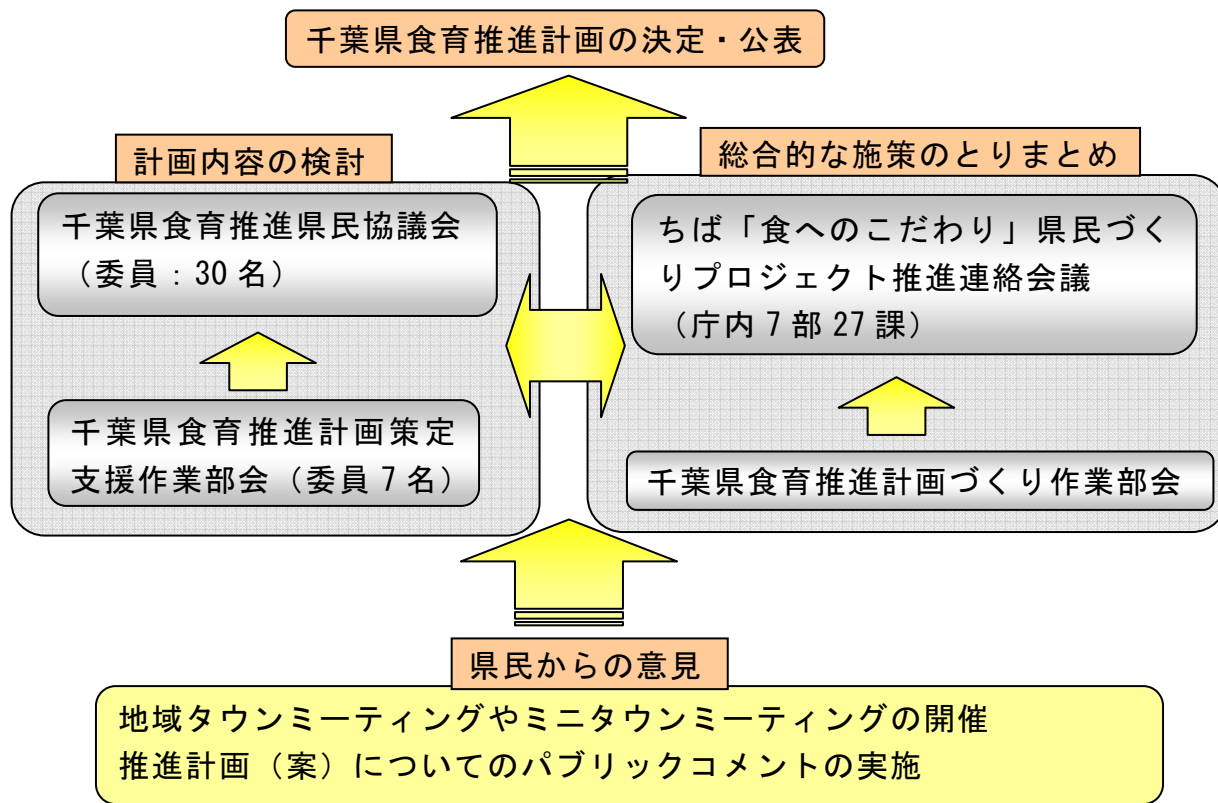 千葉県食育推進計画の決定・公表
計画内容の検討
千葉県食育推進県民協議会
（委員：30名）
千葉県食育推進計画策定
支援作業部会（委員7名）
総合的な施策のとりまとめ
ちば「食へのこだわり」県民づく
りプロジェクト推進連絡会議
（庁内7部27課）
千葉県食育推進計画づくり作業部会
県民からの意見
地域タウンミーティングやミニタウンミーティングの開催
推進計画（案）についてのパブリックコメントの実施